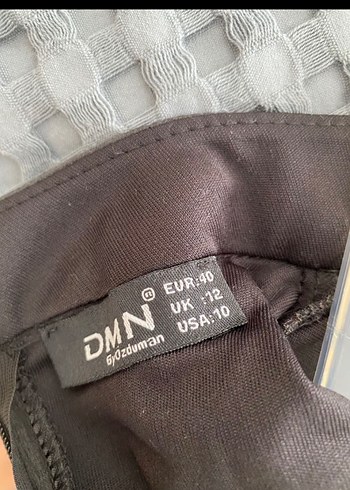 DMN®
ByÖzduman
EUR:40
UK :12
USA:10